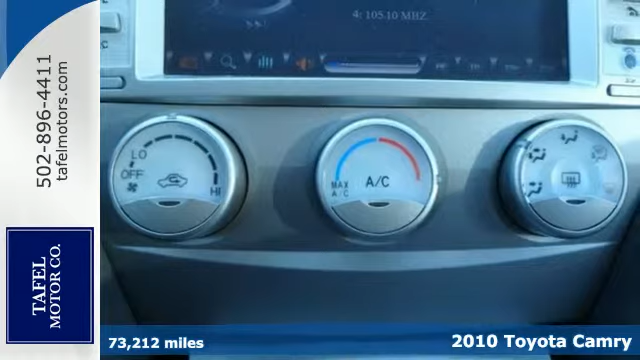 502-896-4411
tafelmotors.com
TAFEL
MOTOR CO.
4: 105.10 MHZ
LO
OFF
HI
MAX
A/C
A/C
73,212 miles
2010 Toyota Camry